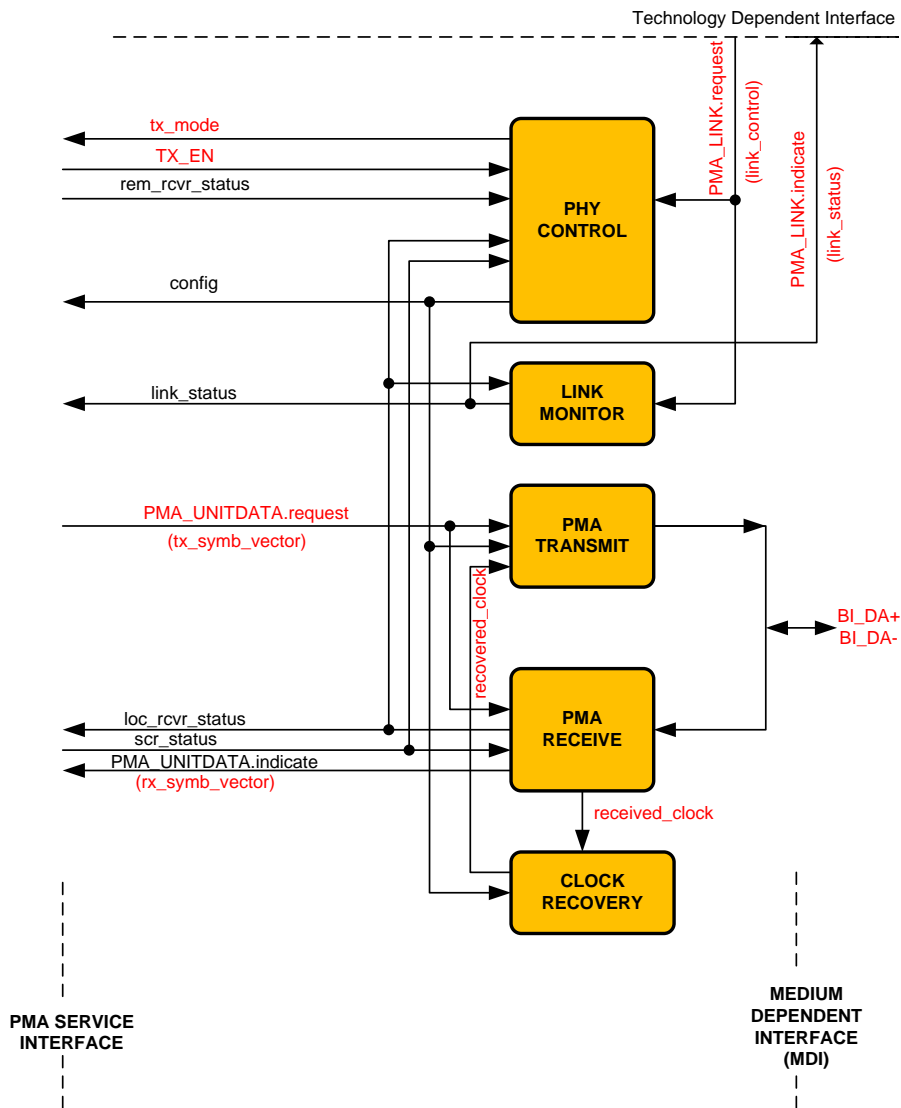 Technology Dependent Interface
PMA_LINK.request
(link_control)
PMA_LINK.indicate
(link_status)
tx_mode
TX_EN
rem_rcvr_status
PHY
CONTROL
config
link_status
LINK
MONITOR
PMA_UNITDATA.request
(tx_symb_vector)
PMA
TRANSMIT
recovered_clock
BI_DA+
BI_DA-
loc_rcvr_status
scr_status
PMA_UNITDATA.indicate
(rx_symb_vector)
PMA
RECEIVE
received_clock
CLOCK
RECOVERY
PMA SERVICE
INTERFACE
MEDIUM
DEPENDENT
INTERFACE
(MDI)